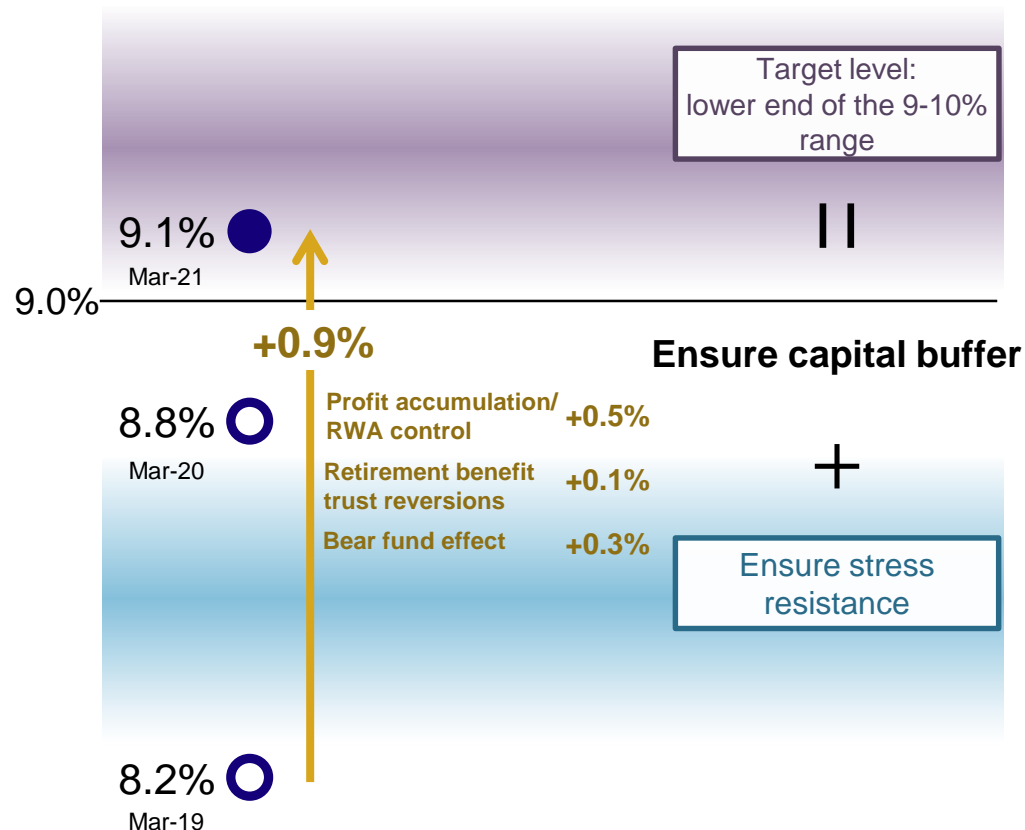 Target level:
lower end of the 9-10%
range
9.1%
Mar-21
9.0%
+0.9%
Ensure capital buffer
8.8%
Mar-20
Profit accumulation/
RWA control
+0.5%
Retirement benefit
trust reversions
+0.1%
Bear fund effect
+0.3%
+
Ensure stress
resistance
8.2%
Mar-19